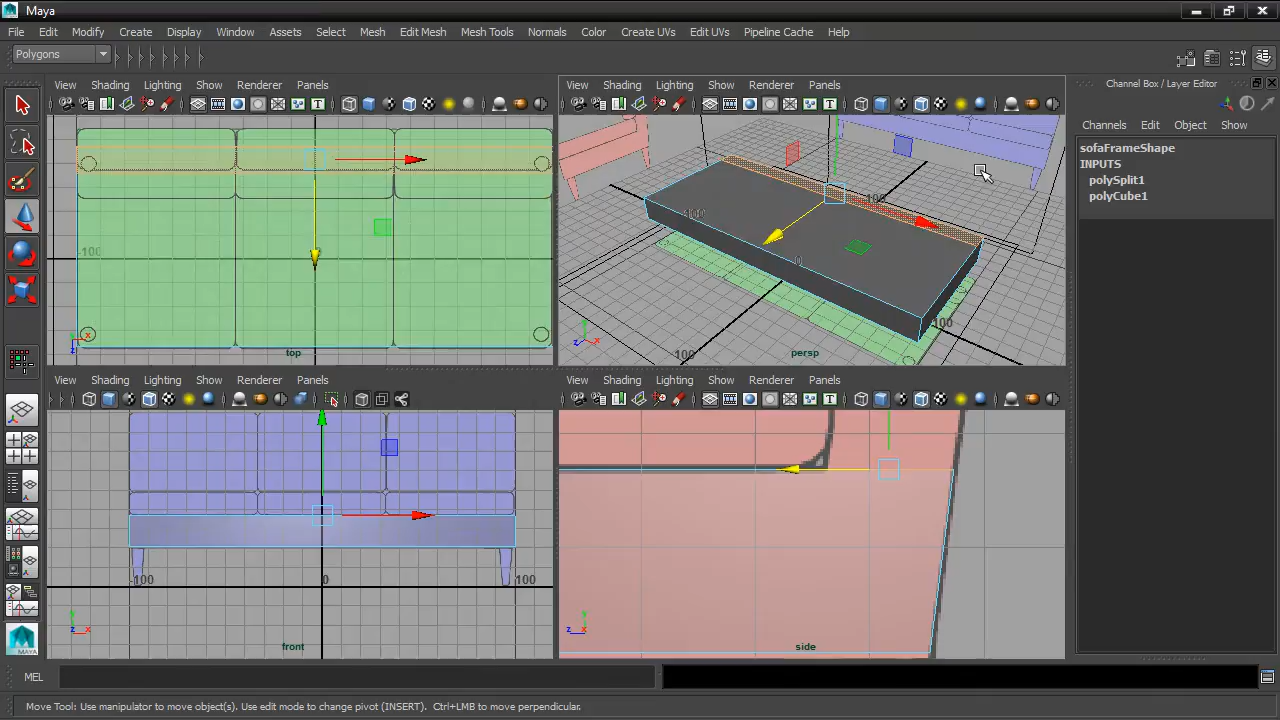 Maya
File Edit Modify Create Display Window Assets Select Mesh Edit Mesh Mesh Tools Normals Color Create UVs Edit UVs Pipeline Cache Help
Polygons
Channel Box / Layer Editor
View Shading Lighting Show Renderer Panels
View Shading Lighting Show Renderer Panels
Channels Edit Object Show
sofaFrameShape
INPUTS
polySplit1
polyCube1
-100
0
top
100
100
0
100
100
persp
View Shading Lighting Show Renderer Panels
View Shading Lighting Show Renderer Panels
-100
0
100
front
side
MEL
MAYA
Move Tool: Use manipulator to move object(s). Use edit mode to change pivot (INSERT). Ctrl+LMB to move perpendicular.